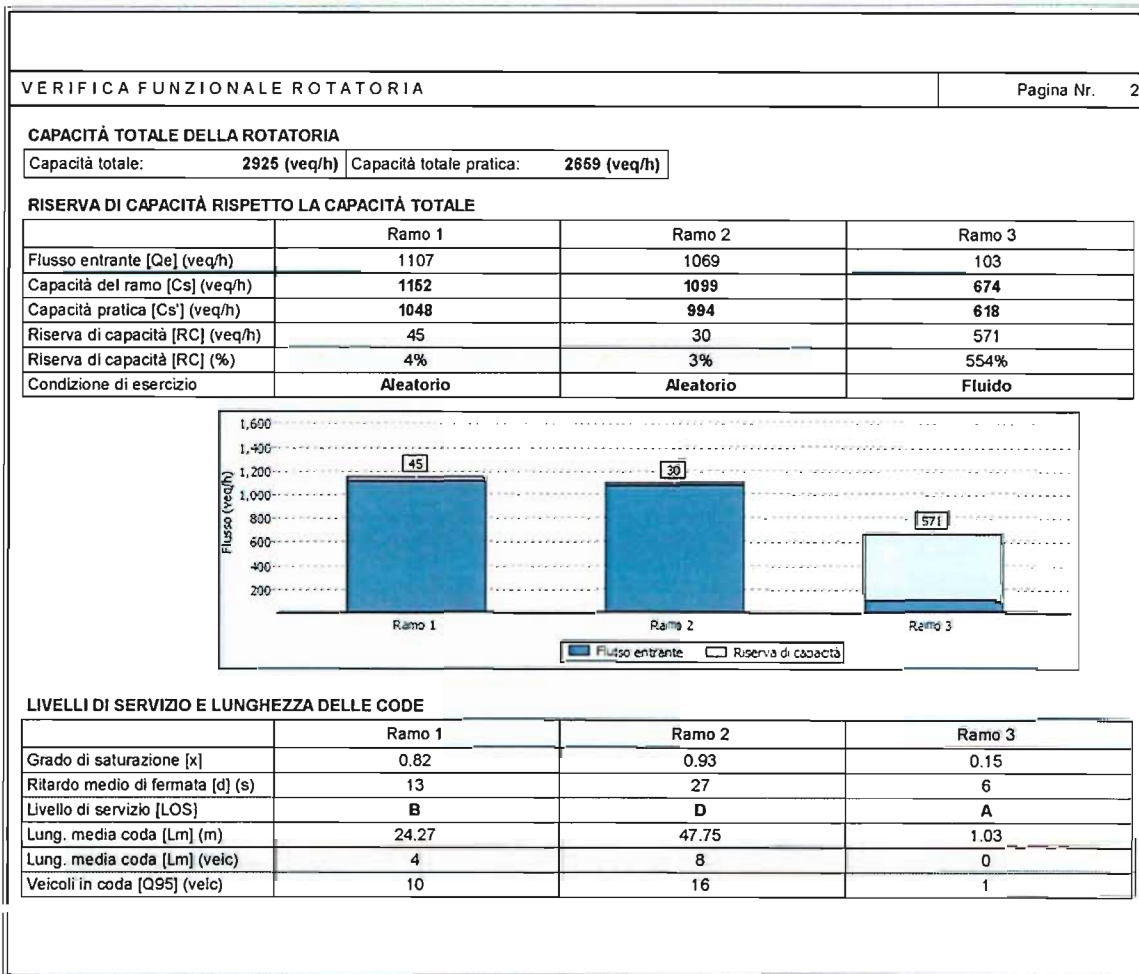 VERIFICA FUNZIONALE ROTATORIA Pagina Nr. 2
CAPACITÀ TOTALE DELLA ROTATORIA
Capacità totale: 2925 (veq/h) Capacità totale pratica: 2659 (veq/h)
RISERVA DI CAPACITÀ RISPETTO LA CAPACITÀ TOTALE
Ramo 1 Ramo 2 Ramo 3
Flusso entrante [Qe] (veq/h) 1107 1069 103
Capacità del ramo [Cs] (veq/h) 1152 1099 674
Capacità pratica [Cs'] (veq/h) 1048 994 618
Riserva di capacità [RC] (veq/h) 45 30 571
Riserva di capacità [RC] (%) 4% 3% 554%
Condizione di esercizio Aleatorio Aleatorio Fluido
Flusso (veq/h)
1,600
1,400
1,200
1,000
800
600
400
200
45 30 571
Ramo 1 Ramo 2 Ramo 3
Flusso entrante Riserva di capacità
LIVELLI DI SERVIZIO E LUNGHEZZA DELLE CODE
Ramo 1 Ramo 2 Ramo 3
Grado di saturazione [x] 0.82 0.93 0.15
Ritardo medio di fermata [d] (s) 13 27 6
Livello di servizio [LOS] B D A
Lung. media coda [Lm] (m) 24.27 47.75 1.03
Lung. media coda [Lm] (veic) 4 8 0
Veicoli in coda [Q95] (veic) 10 16 1